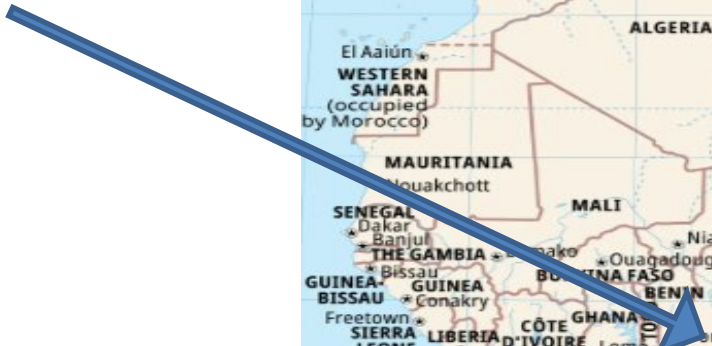 ALGERIA
El Aaiún
WESTERN
SAHARA
(occupied
by Morocco)
MAURITANIA
Nouakchott
MALI
SENEGAL
Dakar
Banjul
THE GAMBIA
Bissau
GUINEA-
BISSAU
GUINEA
Conakry
Freetown
SIERRA
LIBERIA
CÔTE
D'IVOIRE
GHANA
BENIN